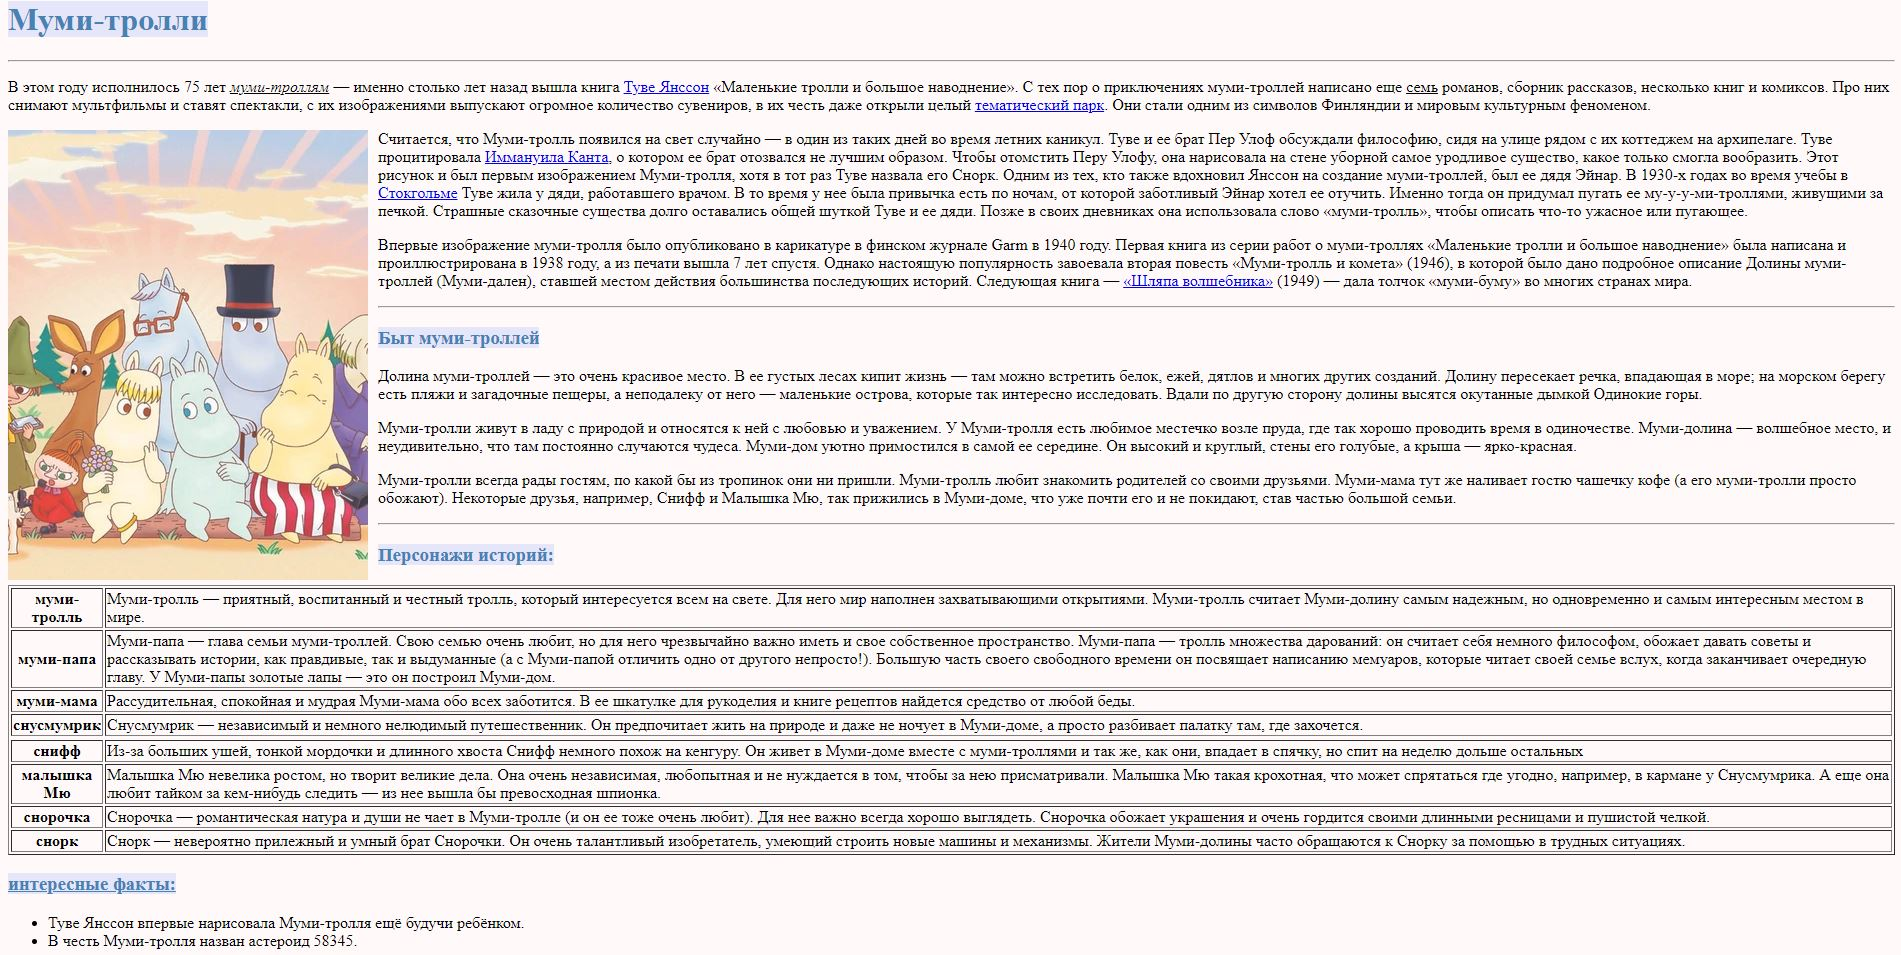 Муми-тролли
В этом году исполнилось 75 лет муми-троллям — именно столько лет назад вышла книга Туве Янссон «Маленькие тролли и большое наводнение». С тех пор о приключениях муми-троллей написано еще семь романов, сборник рассказов, несколько книг и комиксов. Про них
снимают мультфильмы и ставят спектакли, с их изображениями выпускают огромное количество сувениров, в их честь даже открыли целый тематический парк. Они стали одним из символов Финляндии и мировым культурным феноменом.
Считается, что Муми-тролль появился на свет случайно — в один из таких дней во время летних каникул. Туве и ее брат Пер Улоф обсуждали философию, сидя на улице рядом с их коттеджем на архипелаге. Туве
процитировала Иммануила Канта, о котором ее брат отозвался не лучшим образом. Чтобы отомстить Перу Улофу, она нарисовала на стене уборной самое уродливое существо, какое только смогла вообразить. Этот
рисунок и был первым изображением Муми-тролля, хотя в тот раз Туве назвала его Снорк. Одним из тех, кто также вдохновил Янссон на создание муми-троллей, был ее дядя Эйнар. В 1930-х годах во время учебы в
Стокгольме Туве жила у дяди, работавшего врачом. В то время у нее была привычка есть по ночам, от которой заботливый Эйнар хотел ее отучить. Именно тогда он придумал пугать ее му-у-у-ми-троллями, живущими за
печкой. Страшные сказочные существа долго оставались общей шуткой Туве и ее дяди. Позже в своих дневниках она использовала слово «муми-тролль», чтобы описать что-то ужасное или пугающее.
Впервые изображение муми-тролля было опубликовано в карикатуре в финском журнале Garm в 1940 году. Первая книга из серии работ о муми-троллях «Маленькие тролли и большое наводнение» была написана и
проиллюстрирована в 1938 году, а из печати вышла 7 лет спустя. Однако настоящую популярность завоевала вторая повесть «Муми-тролль и комета» (1946), в которой было дано подробное описание Долины муми-
троллей (Муми-дален), ставшей местом действия большинства последующих историй. Следующая книга — «Шляпа волшебника» (1949) — дала толчок «муми-буму» во многих странах мира.
Быт муми-троллей
Долина муми-троллей — это очень красивое место. В ее густых лесах кипит жизнь — там можно встретить белок, ежей, дятлов и многих других созданий. Долину пересекает речка, впадающая в море; на морском берегу
есть пляжи и загадочные пещеры, а неподалеку от него — маленькие острова, которые так интересно исследовать. Вдали по другую сторону долины высятся окутанные дымкой Одинокие горы.
Муми-тролли живут в ладу с природой и относятся к ней с любовью и уважением. У Муми-тролля есть любимое местечко возле пруда, где так хорошо проводить время в одиночестве. Муми-долина — волшебное место, и
неудивительно, что там постоянно случаются чудеса. Муми-дом уютно примостился в самой ее середине. Он высокий и круглый, стены его голубые, а крыша — ярко-красная.
Муми-тролли всегда рады гостям, по какой бы из тропинок они ни пришли. Муми-тролль любит знакомить родителей со своими друзьями. Муми-мама тут же наливает гостю чашечку кофе (а его муми-тролли просто
обожают). Некоторые друзья, например, Снифф и Малышка Мю, так прижились в Муми-доме, что уже почти его и не покидают, став частью большой семьи.
Персонажи историй:
муми-
тролль
Муми-тролль — приятный, воспитанный и честный тролль, который интересуется всем на свете. Для него мир наполнен захватывающими открытиями. Муми-тролль считает Муми-долину самым надежным, но одновременно и самым интересным местом в
мире.
муми-папа
Муми-папа — глава семьи муми-троллей. Свою семью очень любит, но для него чрезвычайно важно иметь и свое собственное пространство. Муми-папа — тролль множества дарований: он считает себя немного философом, обожает давать советы и
рассказывать истории, как правдивые, так и выдуманные (а с Муми-папой отличить одно от другого непросто!). Большую часть своего свободного времени он посвящает написанию мемуаров, которые читает своей семье вслух, когда заканчивает очередную
главу. У Муми-папы золотые лапы — это он построил Муми-дом.
муми-мама
Рассудительная, спокойная и мудрая Муми-мама обо всех заботится. В ее шкатулке для рукоделия и книге рецептов найдется средство от любой беды.
снусмумрик
Снусмумрик — независимый и немного нелюдимый путешественник. Он предпочитает жить на природе и даже не ночует в Муми-доме, а просто разбивает палатку там, где захочется.
снифф
Из-за больших ушей, тонкой мордочки и длинного хвоста Снифф немного похож на кенгуру. Он живет в Муми-доме вместе с муми-троллями и так же, как они, впадает в спячку, но спит на неделю дольше остальных
малышка
Мю
Малышка Мю невелика ростом, но творит великие дела. Она очень независимая, любопытная и не нуждается в том, чтобы за нею присматривали. Малышка Мю такая крохотная, что может спрятаться где угодно, например, в кармане у Снусмумрика. А еще она
любит тайком за кем-нибудь следить — из нее вышла бы превосходная шпионка.
снорочка
Снорочка — романтическая натура и души не чает в Муми-тролле (и он ее тоже очень любит). Для нее важно всегда хорошо выглядеть. Снорочка обожает украшения и очень гордится своими длинными ресницами и пушистой челкой.
снорк
Снорк — невероятно прилежный и умный брат Снорочки. Он очень талантливый изобретатель, умеющий строить новые машины и механизмы. Жители Муми-долины часто обращаются к Снорку за помощью в трудных ситуациях.
интересные факты:
• Туве Янссон впервые нарисовала Муми-тролля ещё будучи ребёнком.
• В честь Муми-тролля назван астероид 58345.